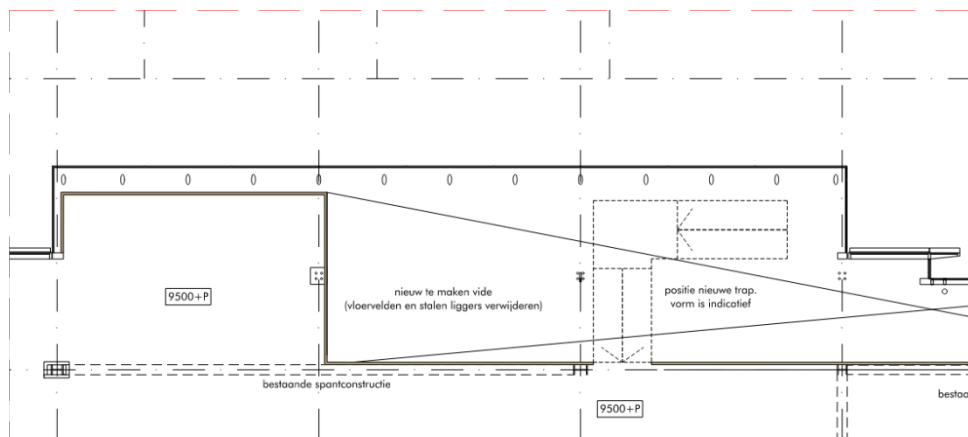 9500+P
nieuw te maken vide
(vloervelden en stalen liggers verwijderen)
positie nieuwe trap.
vorm is indicatief
bestaande spantconstructie
9500+P
bestaa